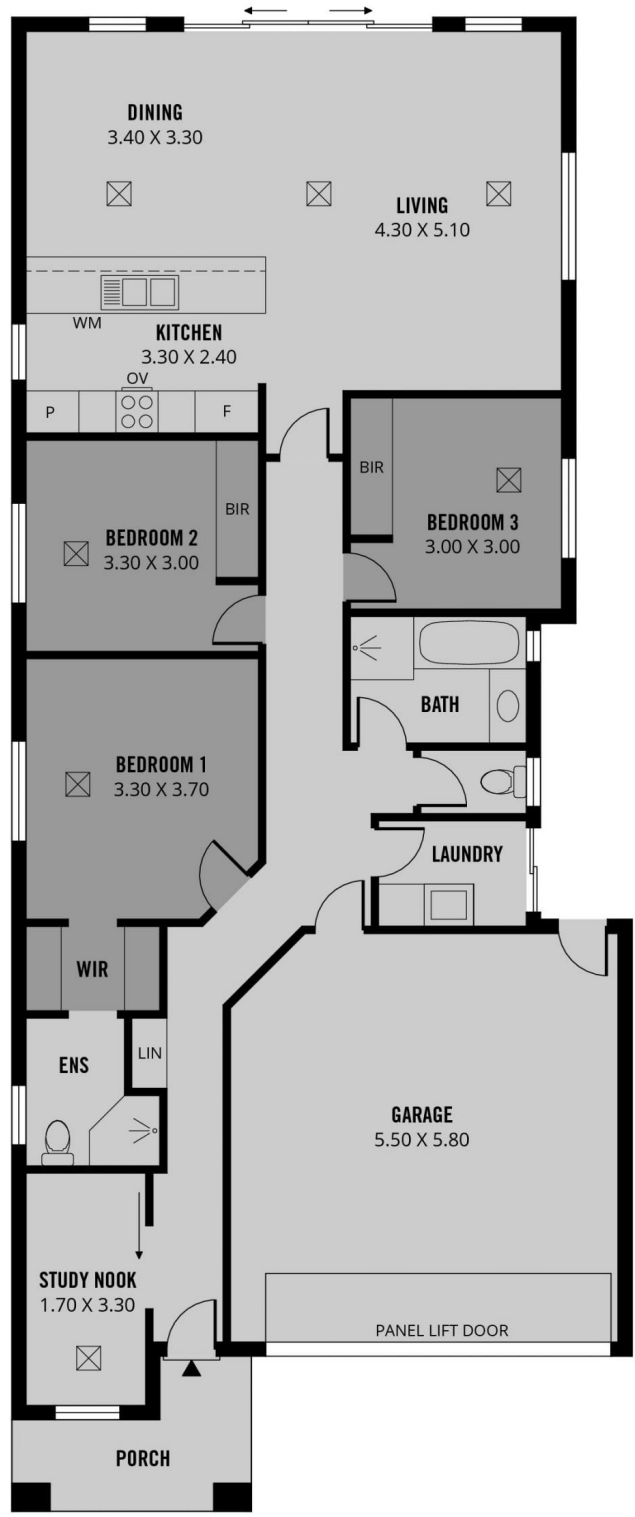 DINING
3.40 X 3.30
LIVING
4.30 X 5.10
WM
KITCHEN
3.30 X 2.40
OV
P
F
BIR
BIR
BEDROOM 3
3.00 X 3.00
BEDROOM 2
3.30 X 3.00
BATH
BEDROOM 1
3.30 X 3.70
LAUNDRY
WIR
LIN
ENS
GARAGE
5.50 X 5.80
STUDY NOOK
1.70 X 3.30
PANEL LIFT DOOR
PORCH